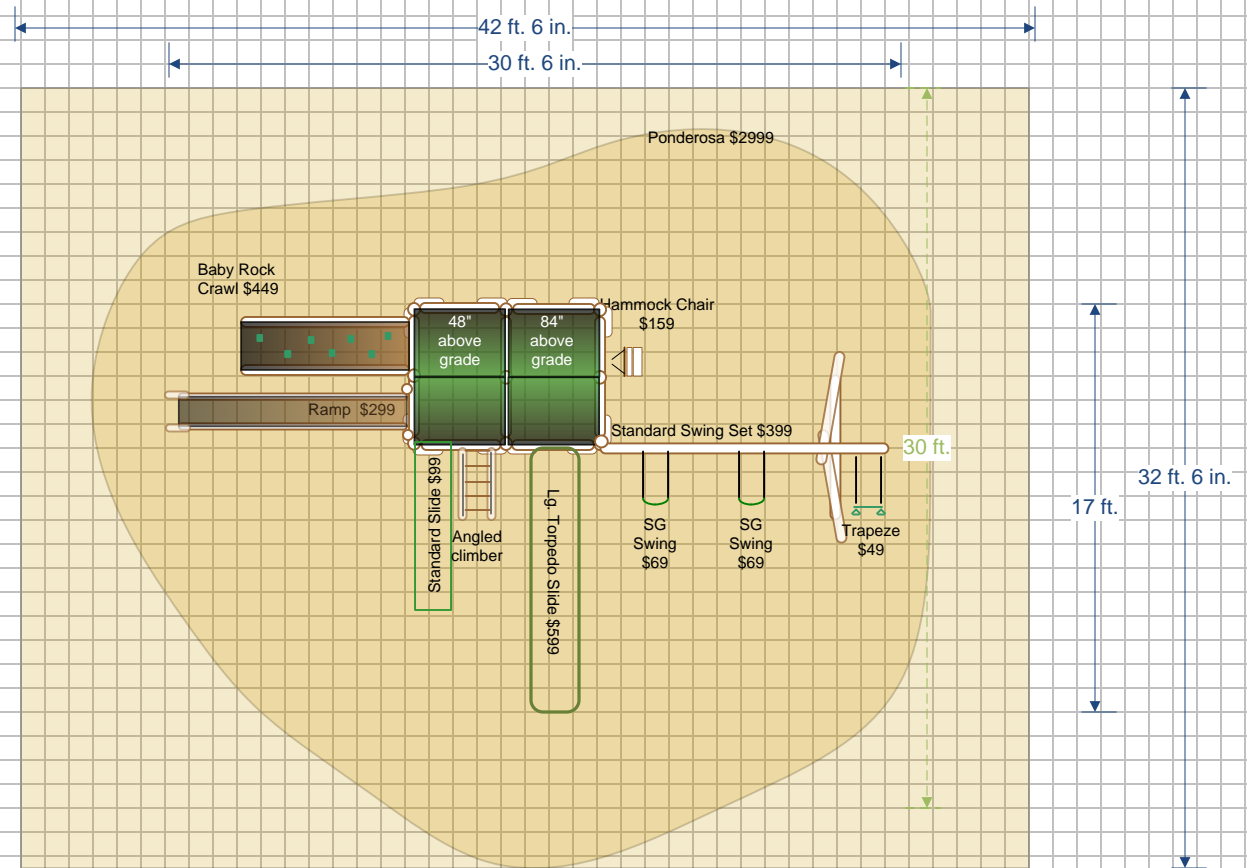 42 ft. 6 in.
30 ft. 6 in.
Ponderosa $2999
Baby Rock
Crawl $449
Hammock Chair
$159
48"
above
grade
84"
above
grade
Ramp $299
Standard Swing Set $399
30 ft.
32 ft. 6 in.
17 ft.
Standard Slide $99
Angled
climber
Lg. Torpedo Slide $599
SG
Swing
$69
SG
Swing
$69
Trapeze
$49